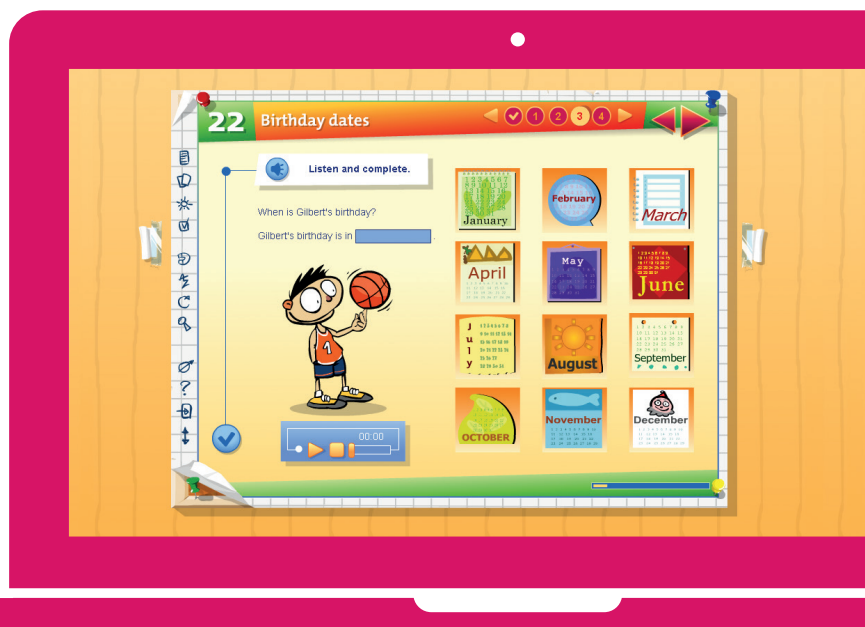 22 Birthday dates
1 2 3 4
Listen and complete.
When is Gilbert's birthday?
Gilbert's birthday is in .
1
00:00
January
February
March
April
May
June
July
August
September
OCTOBER
November
December